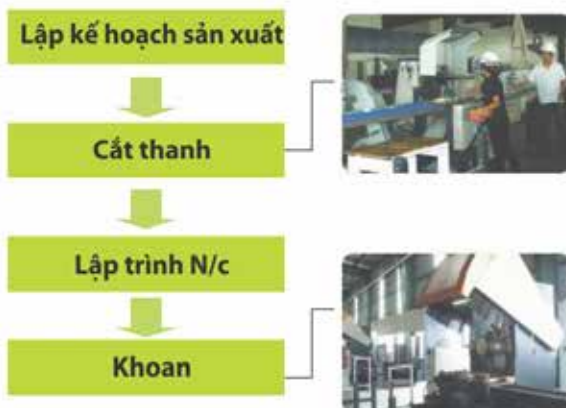 Lập kế hoạch sản xuất
Cắt thanh
Lập trình N/c
Khoan